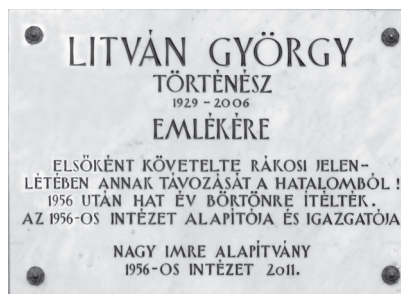 LITVÁN GYÖRGY
TÖRTÉNÉSZ
1929 - 2006
EMLÉKÉRE
ELSŐKÉNT KÖVETELTE RÁKOSI JELEN-
LÉTÉBEN ANNAK TÁVOZÁSÁT A HATALOMBÓL!
1956 UTÁN HAT ÉV BÖRTÖNRE ÍTÉLTÉK.
AZ 1956-OS INTÉZET ALAPÍTÓJA ÉS IGAZGATÓJA
NAGY IMRE ALAPÍTVÁNY
1956-OS INTÉZET 2011.